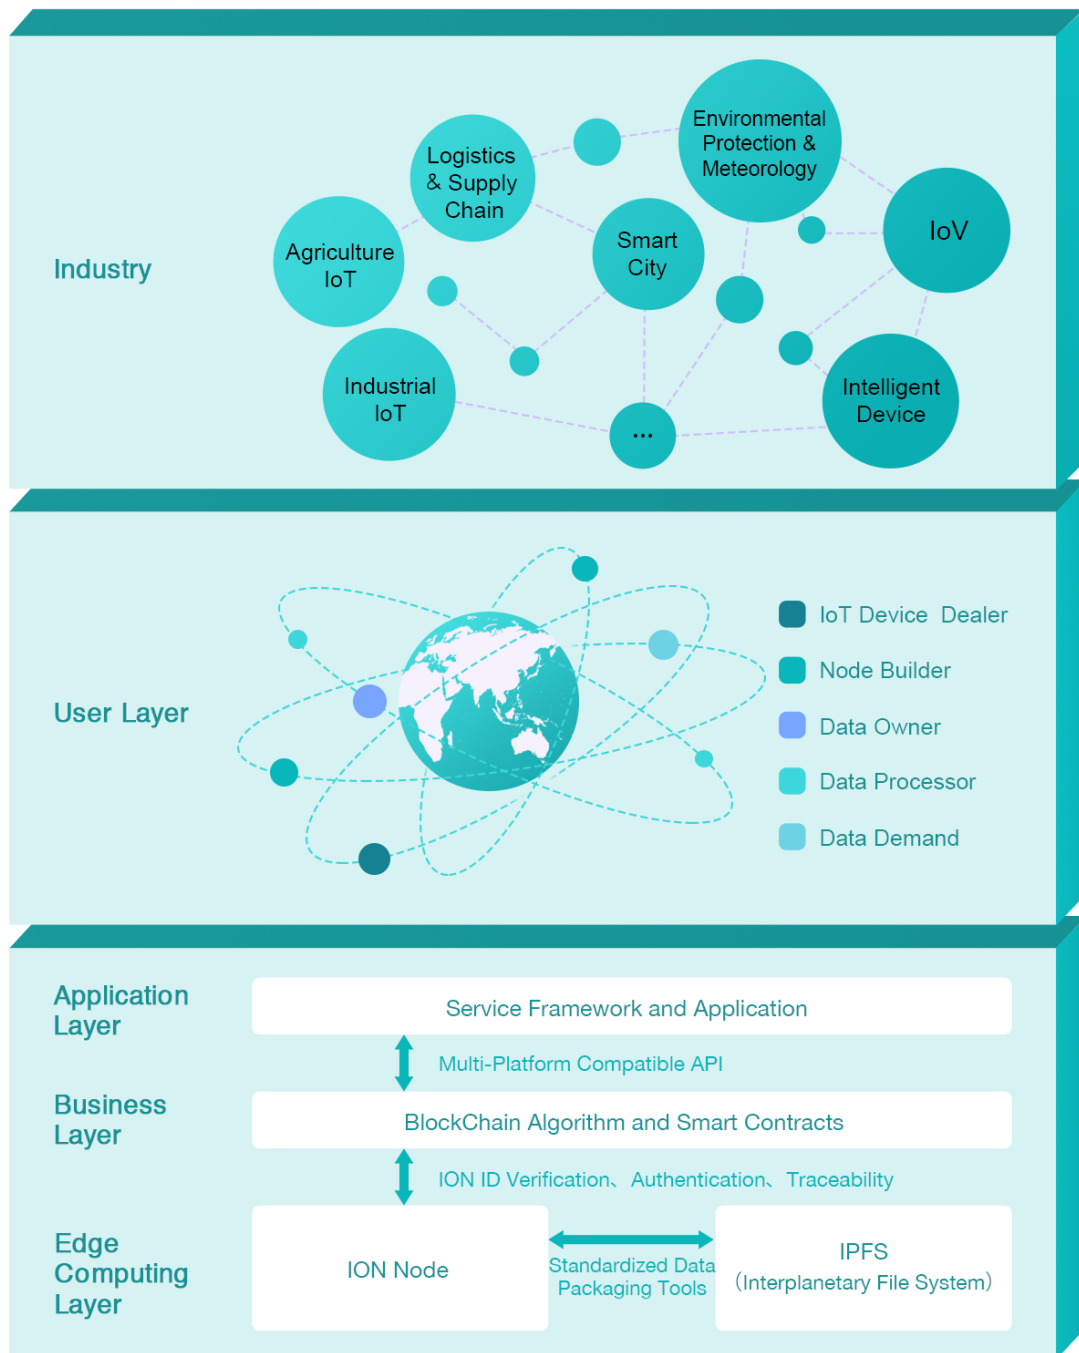 Industry
Logistics
& Supply
Chain
Environmental
Protection &
Meteorology
IoV
Agriculture
IoT
Smart
City
Industrial
IoT
...
Intelligent
Device
User Layer
IoT Device Dealer
Node Builder
Data Owner
Data Processor
Data Demand
Application
Layer
Service Framework and Application
Multi-Platform Compatible API
Business
Layer
BlockChain Algorithm and Smart Contracts
ION ID Verification、Authentication、Traceability
Edge
Computing
Layer
ION Node
Standardized Data
Packaging Tools
IPFS
（Interplanetary File System）